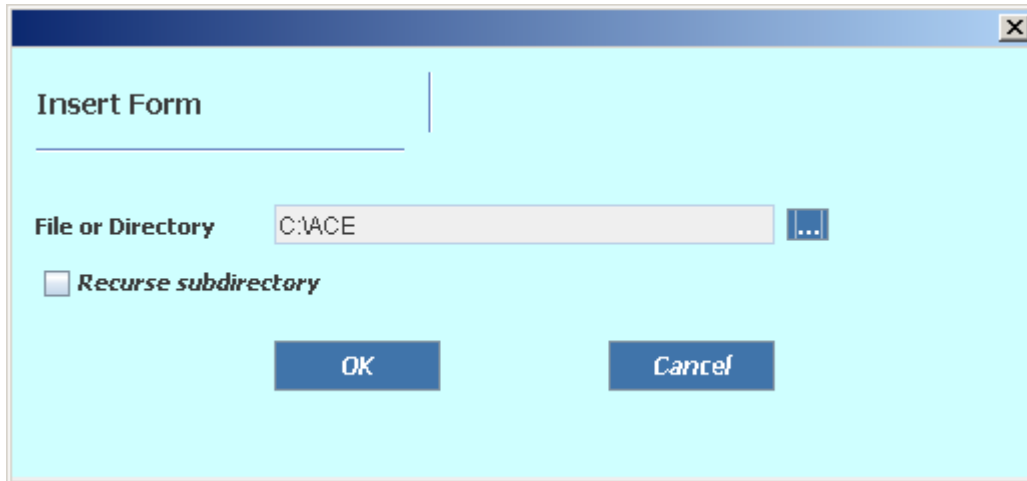 Insert Form
File or Directory C:\ACE ...
Recurse subdirectory
OK Cancel